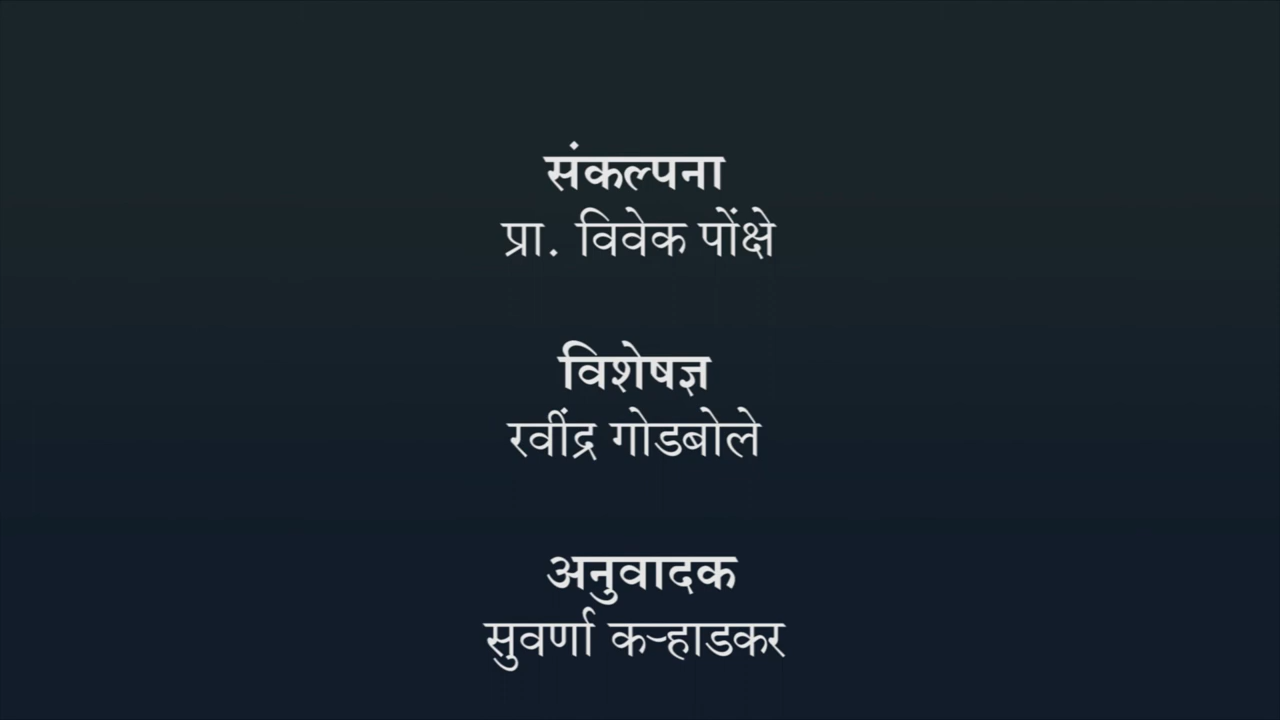 संकल्पना
प्रा. विवेक पोंक्षे
विशेषज्ञ
रवींद्र गोडबोले
अनुवादक
सुवर्णा कऱ्हाडकर